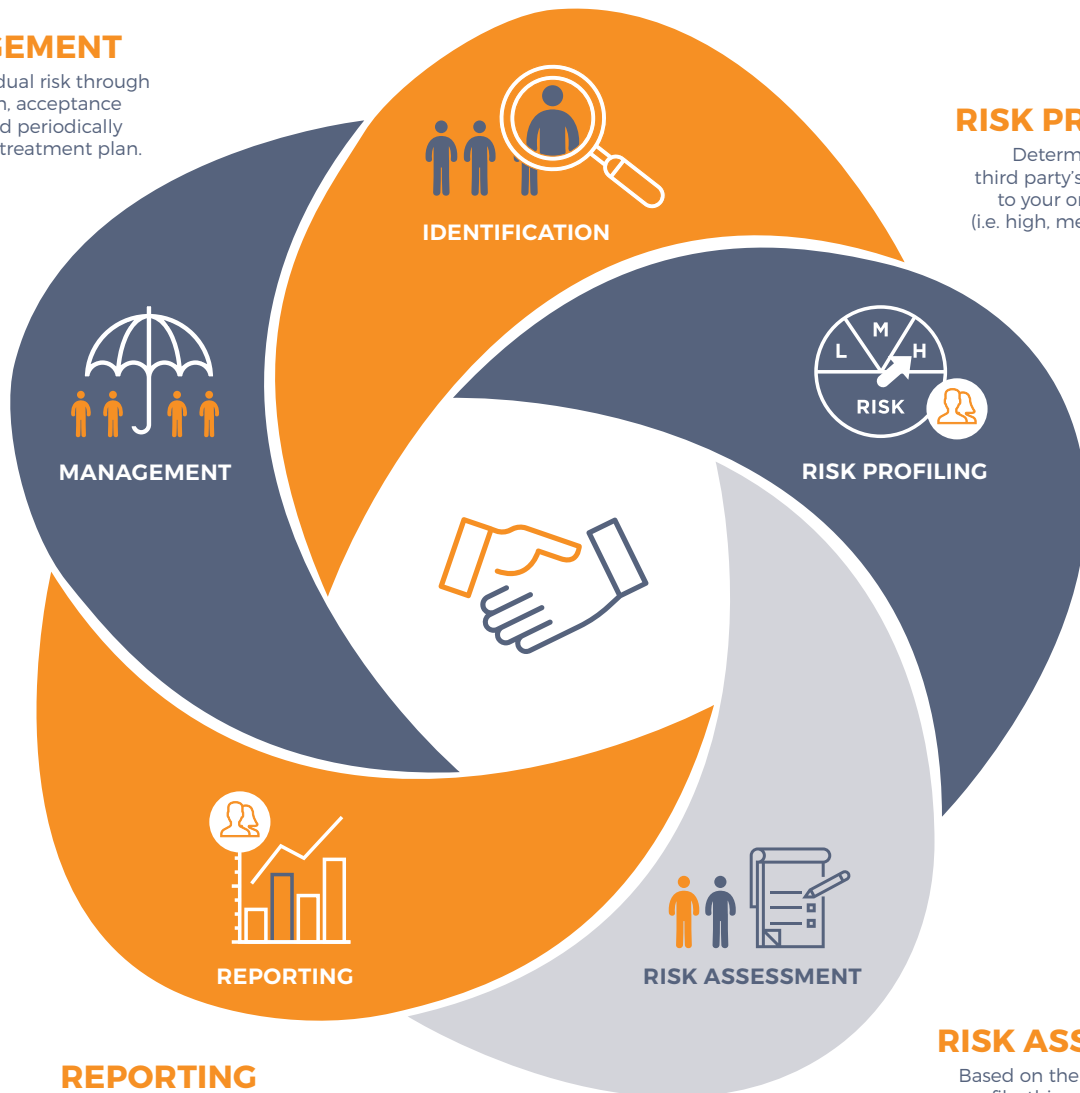 GEMENT
dual risk through
n, acceptance
d periodically
treatment plan.
RISK PR
Determ
third party's
to your or
(i.e. high, me
IDENTIFICATION
L
M
H
RISK
RISK PROFILING
MANAGEMENT
REPORTING
RISK ASSESSMENT
REPORTING
RISK ASS
Based on the